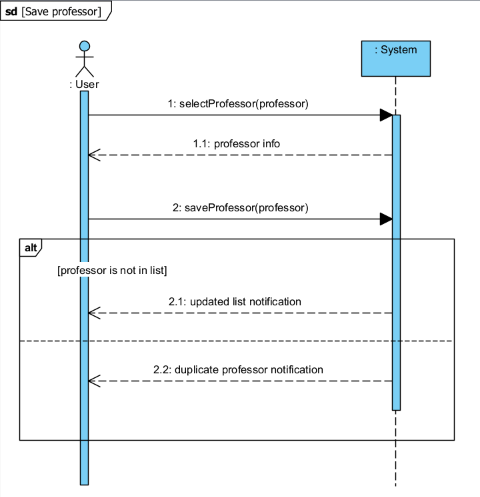 sd [Save professor]
: System
: User
1: selectProfessor(professor)
1.1: professor info
2: saveProfessor(professor)
alt
[professor is not in list]
2.1: updated list notification
2.2: duplicate professor notification